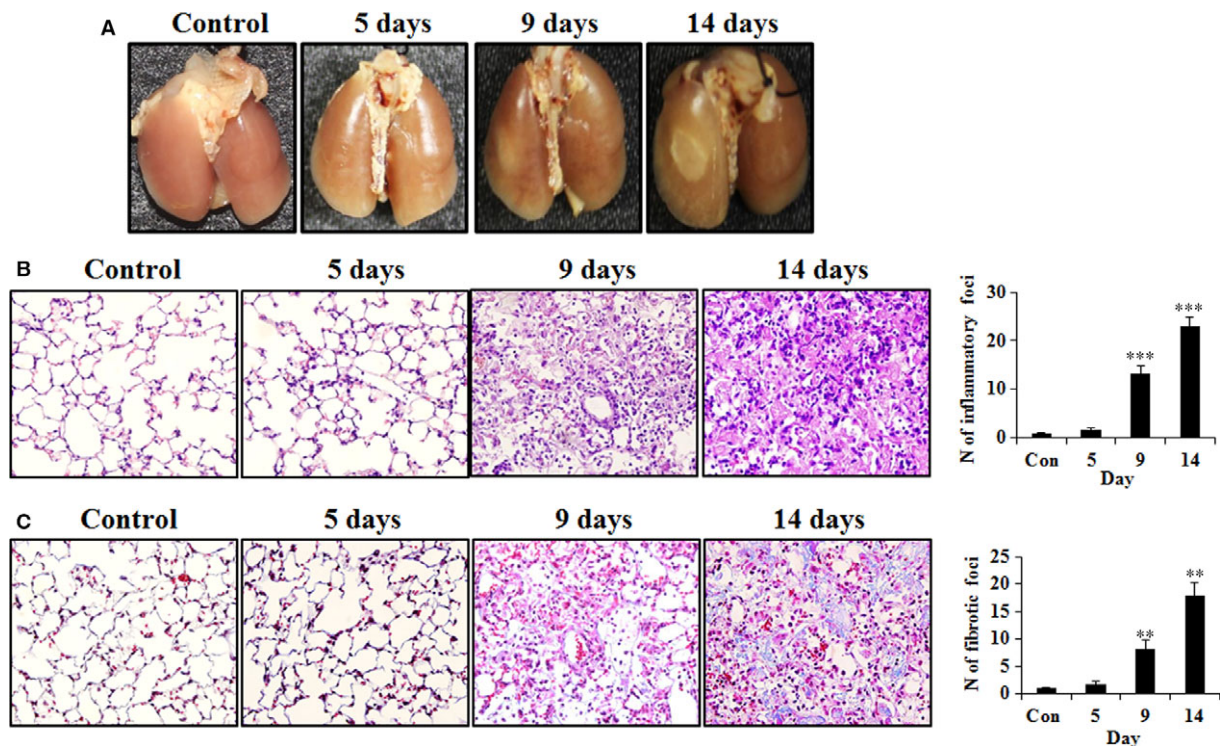 A
Control 5 days 9 days 14 days
B
Control 5 days 9 days 14 days
N of inflammatory foci
30
20
10
0
*** ***
Con 5 9 14
Day
C
Control 5 days 9 days 14 days
N of fibrotic foci
25
20
15
10
5
0
** **
Con 5 9 14
Day